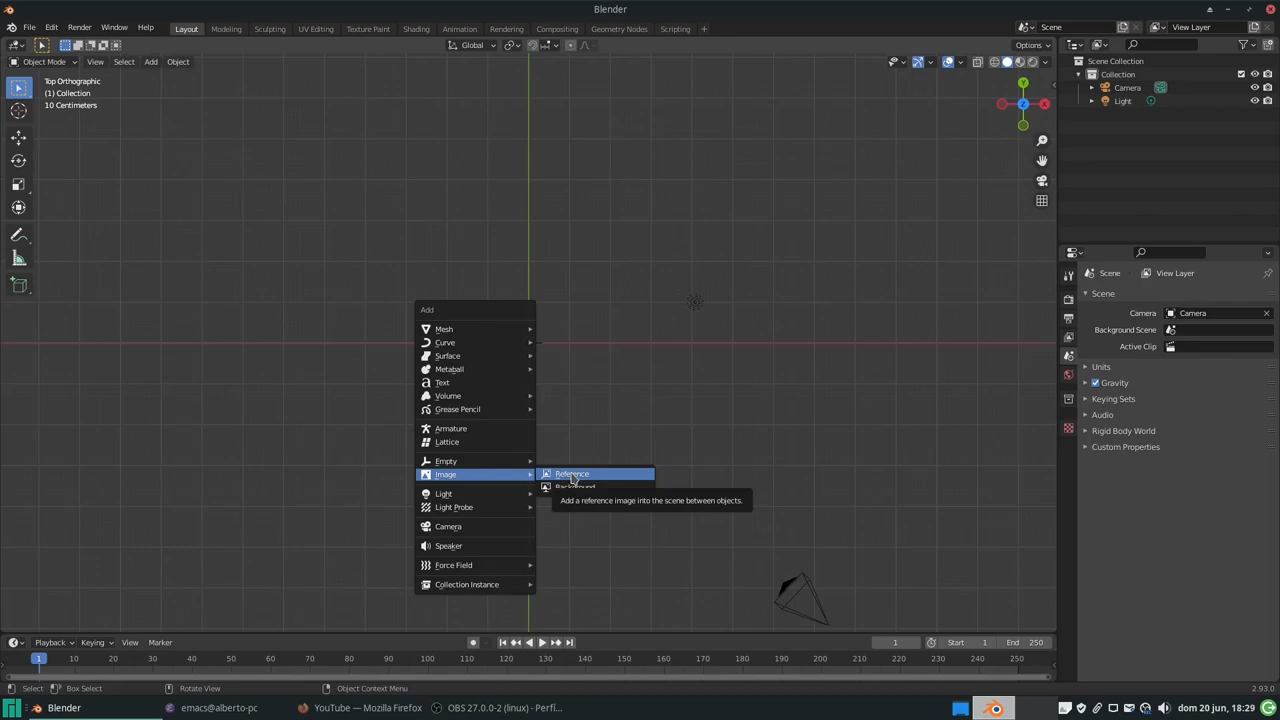 Blender
File Edit Render Window Help
Layout Modeling Sculpting UV Editing Texture Paint Shading Animation Rendering Compositing Geometry Nodes Scripting +
Scene View Layer
Global Options
Object Mode View Select Add Object
Top Orthographic
(1) Collection
10 Centimeters
Y
Z X
Scene Collection
Collection
Camera
Light
Scene View Layer
Scene
Camera Camera
Background Scene
Active Clip
Units
Gravity
Keying Sets
Audio
Rigid Body World
Custom Properties
Add
Mesh
Curve
Surface
Metaball
Text
Volume
Grease Pencil
Armature
Lattice
Empty
Image
Light
Light Probe
Camera
Speaker
Force Field
Collection Instance
Reference
Background
Add a reference image into the scene between objects.
Playback Keying View Marker 1 Start 1 End 250
1 10 20 30 40 50 60 70 80 90 100 110 120 130 140 150 160 170 180 190 200 210 220 230 240 250
Select Box Select Rotate View Object Context Menu 2.93.0
Blender emacs@alberto-pc YouTube — Mozilla Firefox OBS 27.0.0-2 (linux) - Perfi... dom 20 jun, 18:29